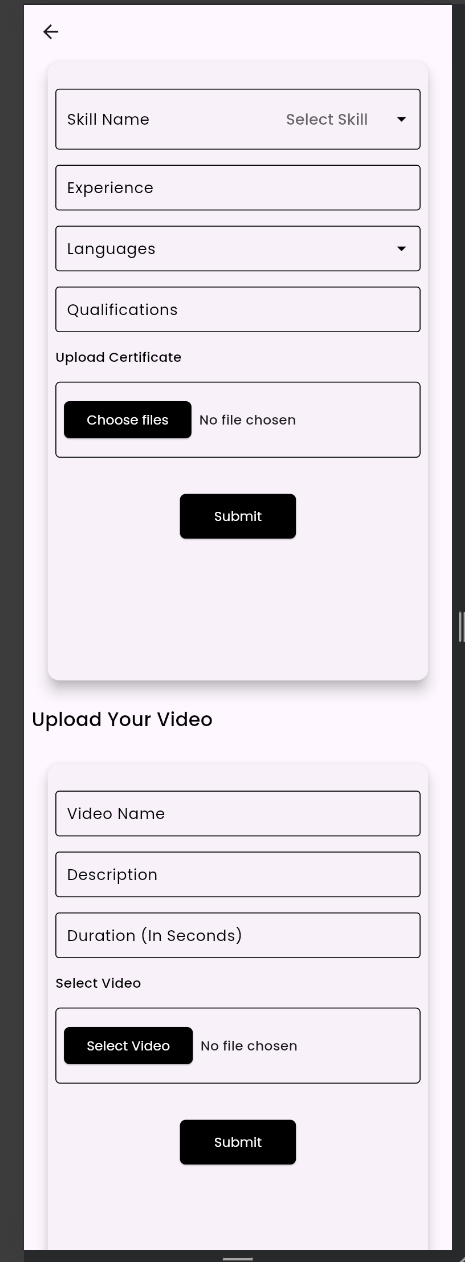 Skill Name Select Skill
Experience
Languages
Qualifications
Upload Certificate
Choose files No file chosen
Submit
Upload Your Video
Video Name
Description
Duration (In Seconds)
Select Video
Select Video No file chosen
Submit